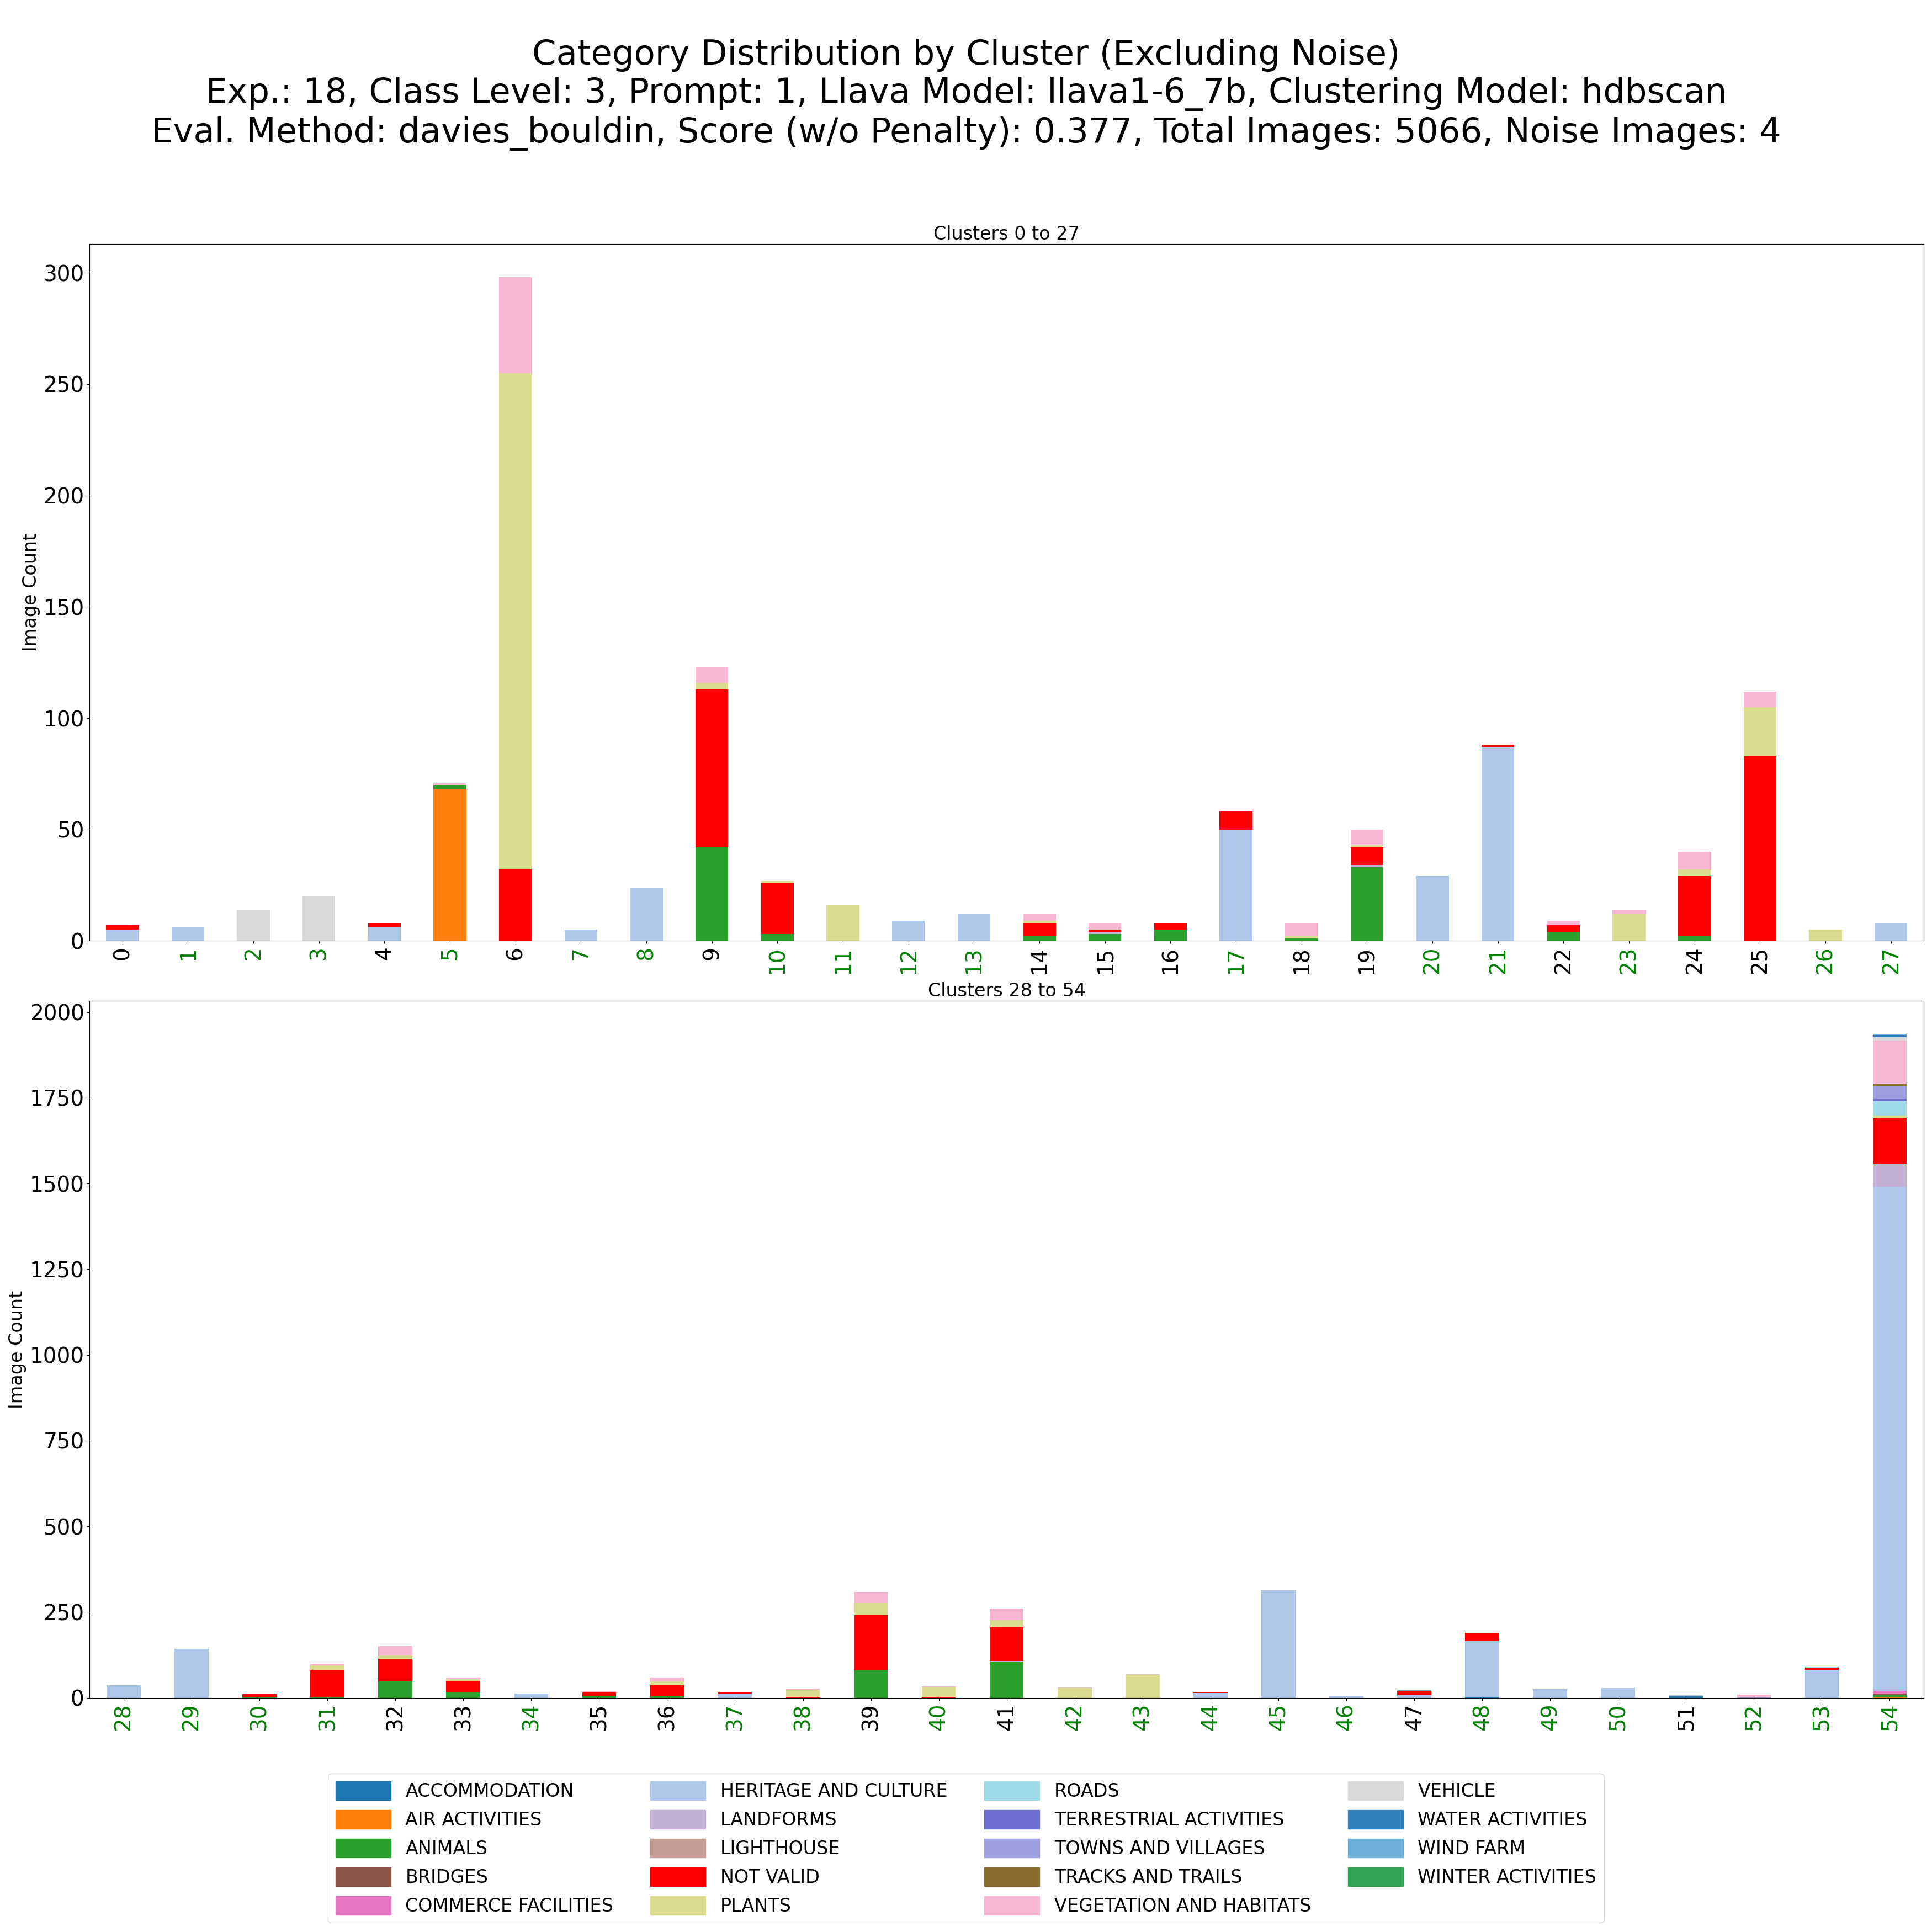 Category Distribution by Cluster (Excluding Noise)
Exp.: 18, Class Level: 3, Prompt: 1, Llava Model: llava1-6_7b, Clustering Model: hdbscan
Eval. Method: davies_bouldin, Score (w/o Penalty): 0.377, Total Images: 5066, Noise Images: 4
Clusters 0 to 27
Image Count
300
250
200
150
100
50
0
0 1 2 3 4 5 6 7 8 9 10 11 12 13 14 15 16 17 18 19 20 21 22 23 24 25 26 27
Clusters 28 to 54
Image Count
2000
1750
1500
1250
1000
750
500
250
0
28 29 30 31 32 33 34 35 36 37 38 39 40 41 42 43 44 45 46 47 48 49 50 51 52 53 54
ACCOMMODATION
AIR ACTIVITIES
ANIMALS
BRIDGES
COMMERCE FACILITIES
HERITAGE AND CULTURE
LANDFORMS
LIGHTHOUSE
NOT VALID
PLANTS
ROADS
TERRESTRIAL ACTIVITIES
TOWNS AND VILLAGES
TRACKS AND TRAILS
VEGETATION AND HABITATS
VEHICLE
WATER ACTIVITIES
WIND FARM
WINTER ACTIVITIES